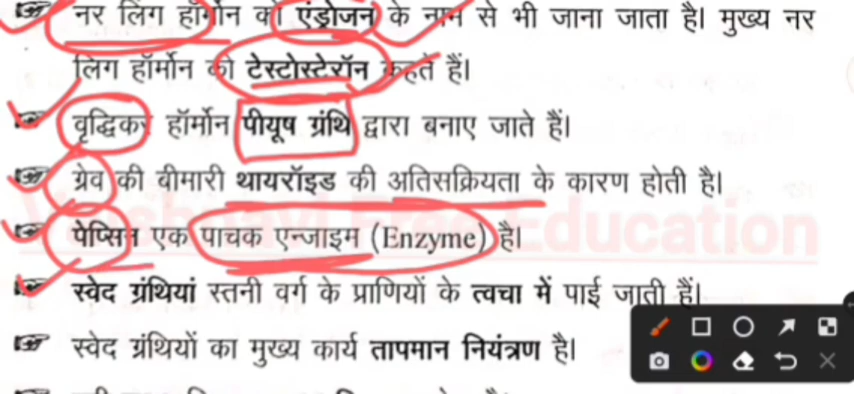 नर लिंग हॉर्मोन को एंड्रोजन के नाम से भी जाना जाता है। मुख्य नर
लिंग हॉर्मोन को टेस्टोस्टेरॉन कहते हैं।
वृद्धिकर हॉर्मोन पीयूष ग्रंथि द्वारा बनाए जाते हैं।
ग्रेव की बीमारी थायरॉइड की अतिसक्रियता के कारण होती है।
पेप्सिन एक पाचक एन्जाइम (Enzyme) है।
स्वेद ग्रंथियां स्तनी वर्ग के प्राणियों के त्वचा में पाई जाती हैं।
स्वेद ग्रंथियों का मुख्य कार्य तापमान नियंत्रण है।